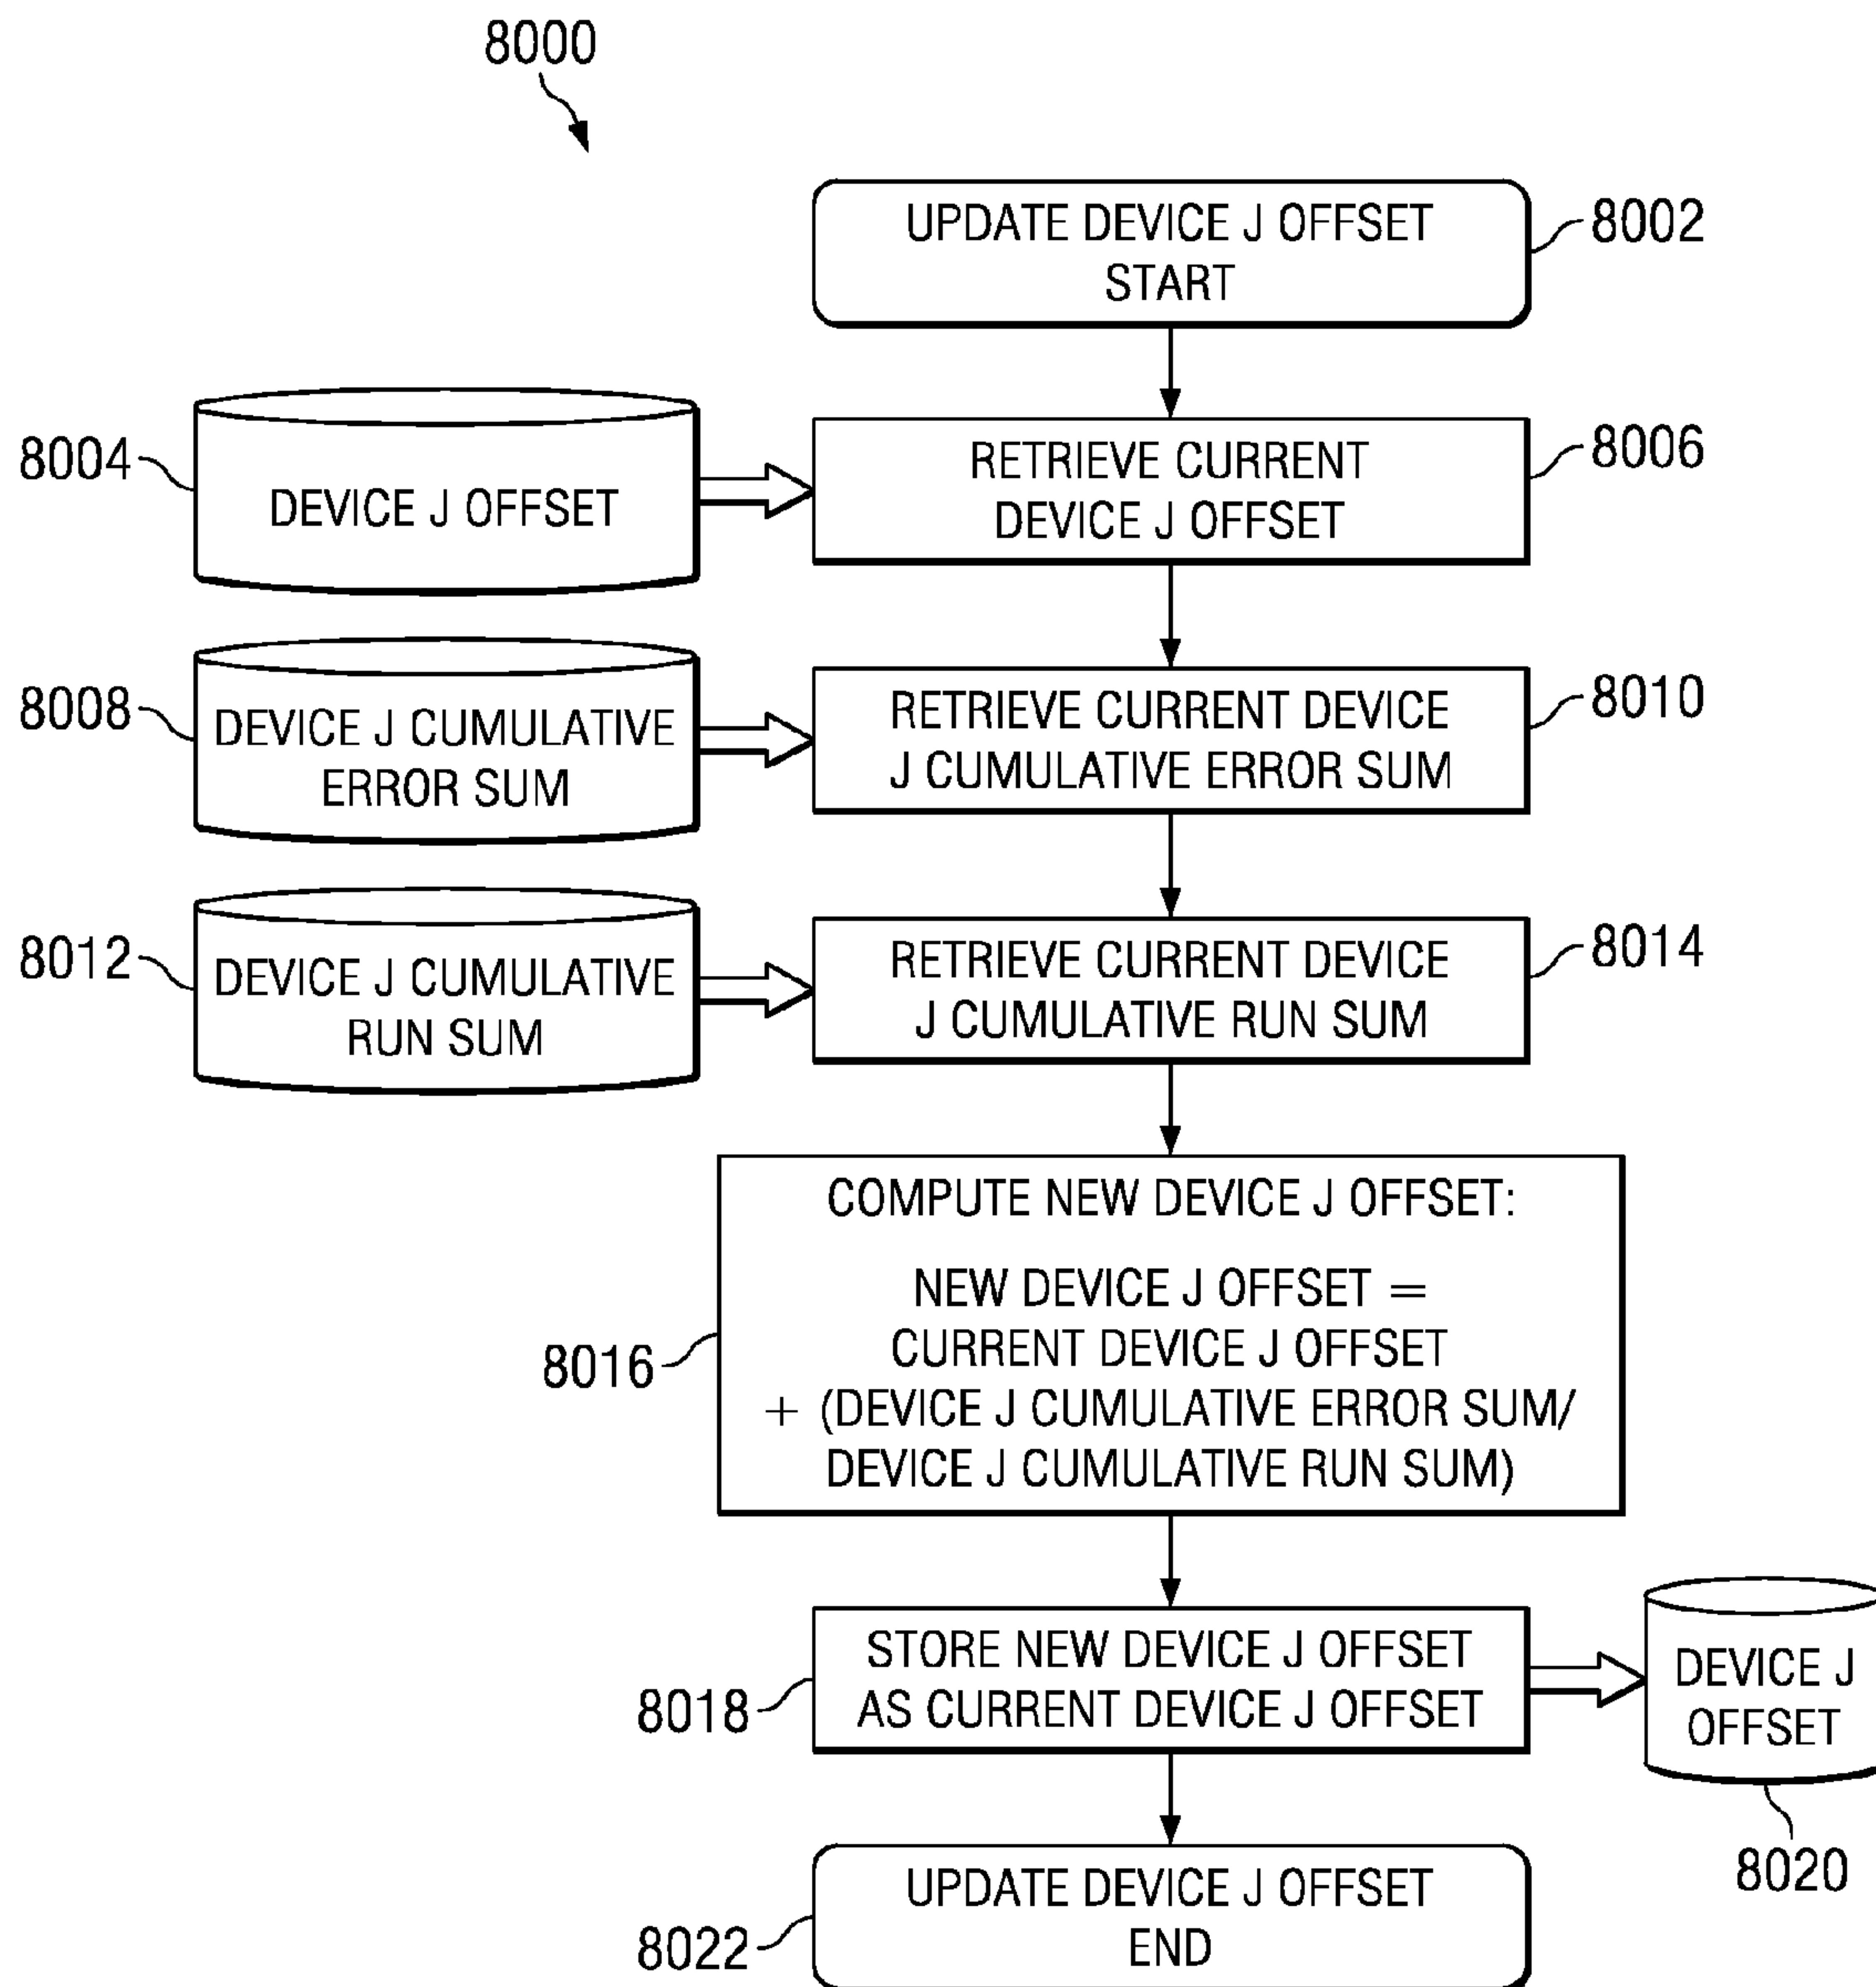 8000
UPDATE DEVICE J OFFSET
START
8002
8004
DEVICE J OFFSET
RETRIEVE CURRENT
DEVICE J OFFSET
8006
8008
DEVICE J CUMULATIVE
ERROR SUM
RETRIEVE CURRENT DEVICE
J CUMULATIVE ERROR SUM
8010
8012
DEVICE J CUMULATIVE
RUN SUM
RETRIEVE CURRENT DEVICE
J CUMULATIVE RUN SUM
8014
COMPUTE NEW DEVICE J OFFSET:
NEW DEVICE J OFFSET =
CURRENT DEVICE J OFFSET
+ (DEVICE J CUMULATIVE ERROR SUM/
DEVICE J CUMULATIVE RUN SUM)
8016
STORE NEW DEVICE J OFFSET
AS CURRENT DEVICE J OFFSET
8018
DEVICE J
OFFSET
8020
UPDATE DEVICE J OFFSET
END
8022